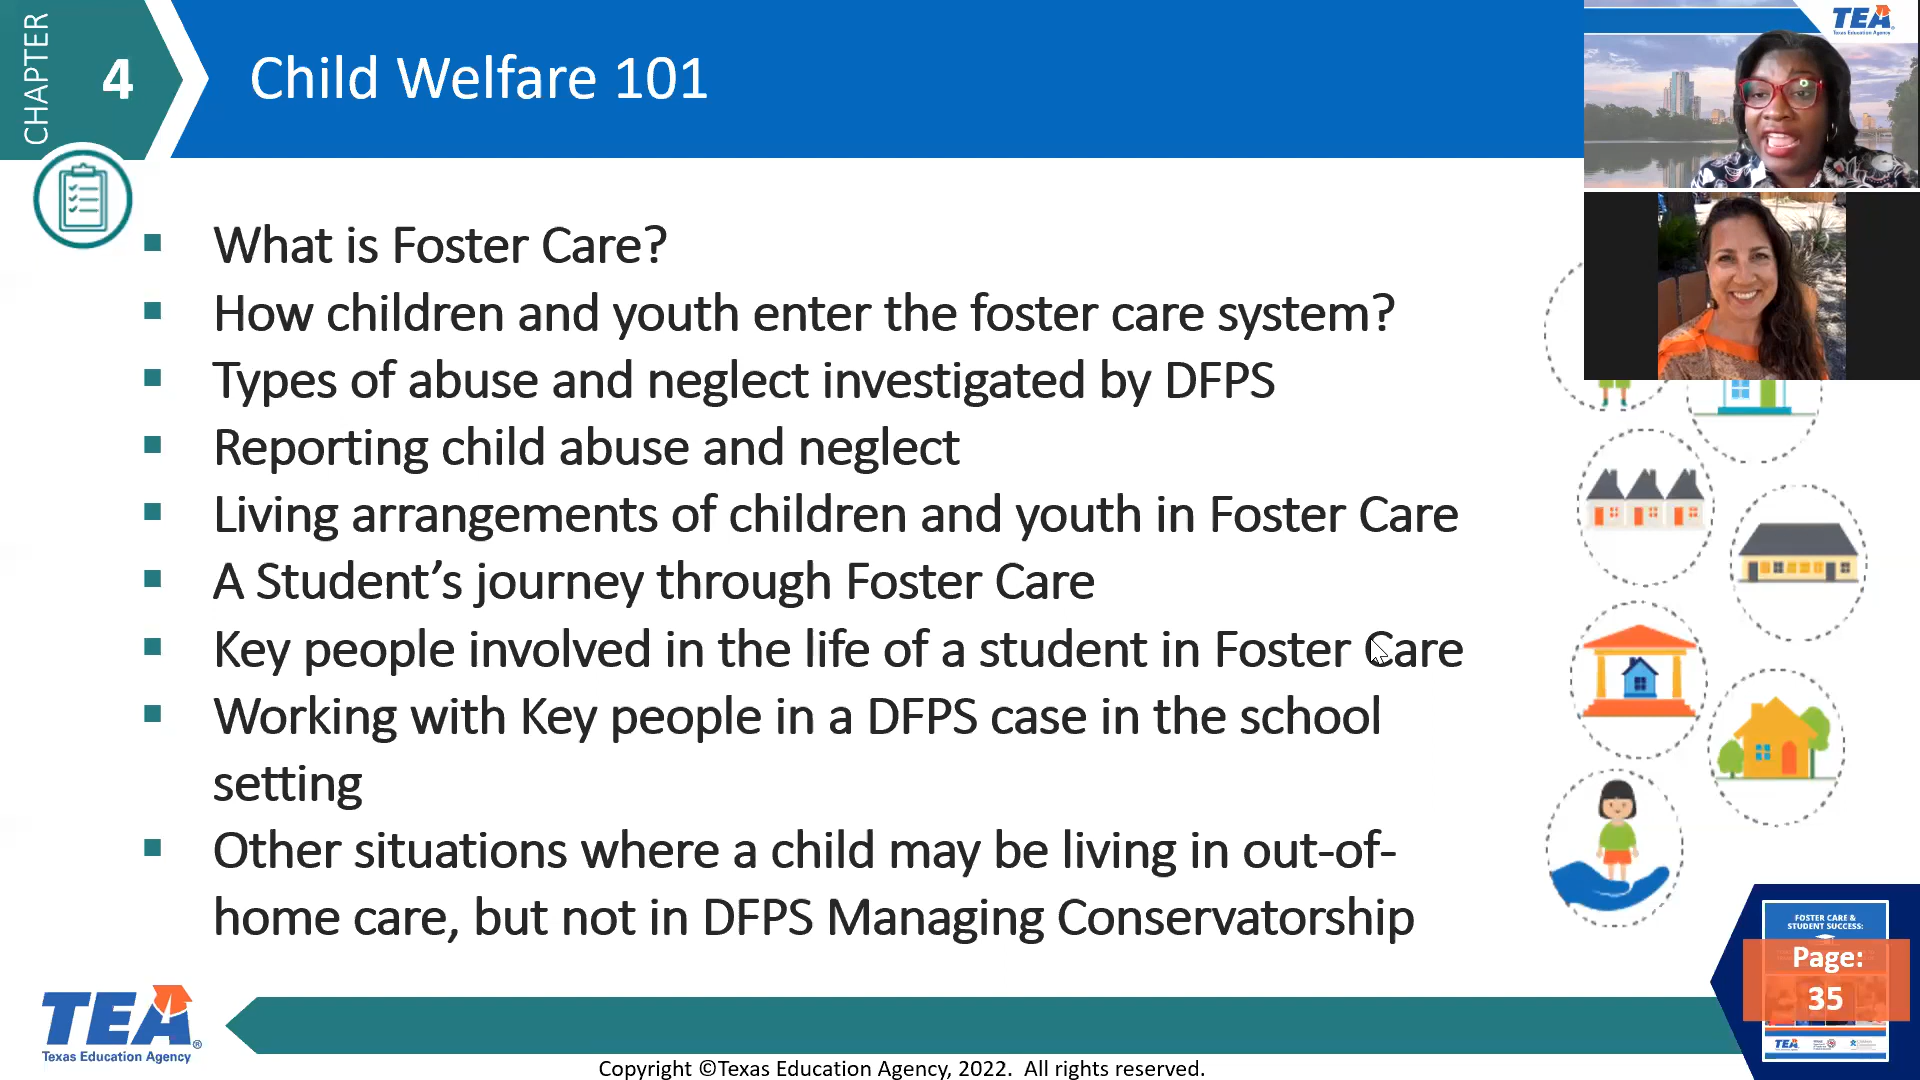 CHAPTER
4
Child Welfare 101
TEA
Texas Education Agency
What is Foster Care?
How children and youth enter the foster care system?
Types of abuse and neglect investigated by DFPS
Reporting child abuse and neglect
Living arrangements of children and youth in Foster Care
A Student’s journey through Foster Care
Key people involved in the life of a student in Foster Care
Working with Key people in a DFPS case in the school
setting
Other situations where a child may be living in out-of-
home care, but not in DFPS Managing Conservatorship
FOSTER CARE &
STUDENT SUCCESS:
Page:
35
TEA
TEA®
Texas Education Agency
Copyright ©Texas Education Agency, 2022.  All rights reserved.